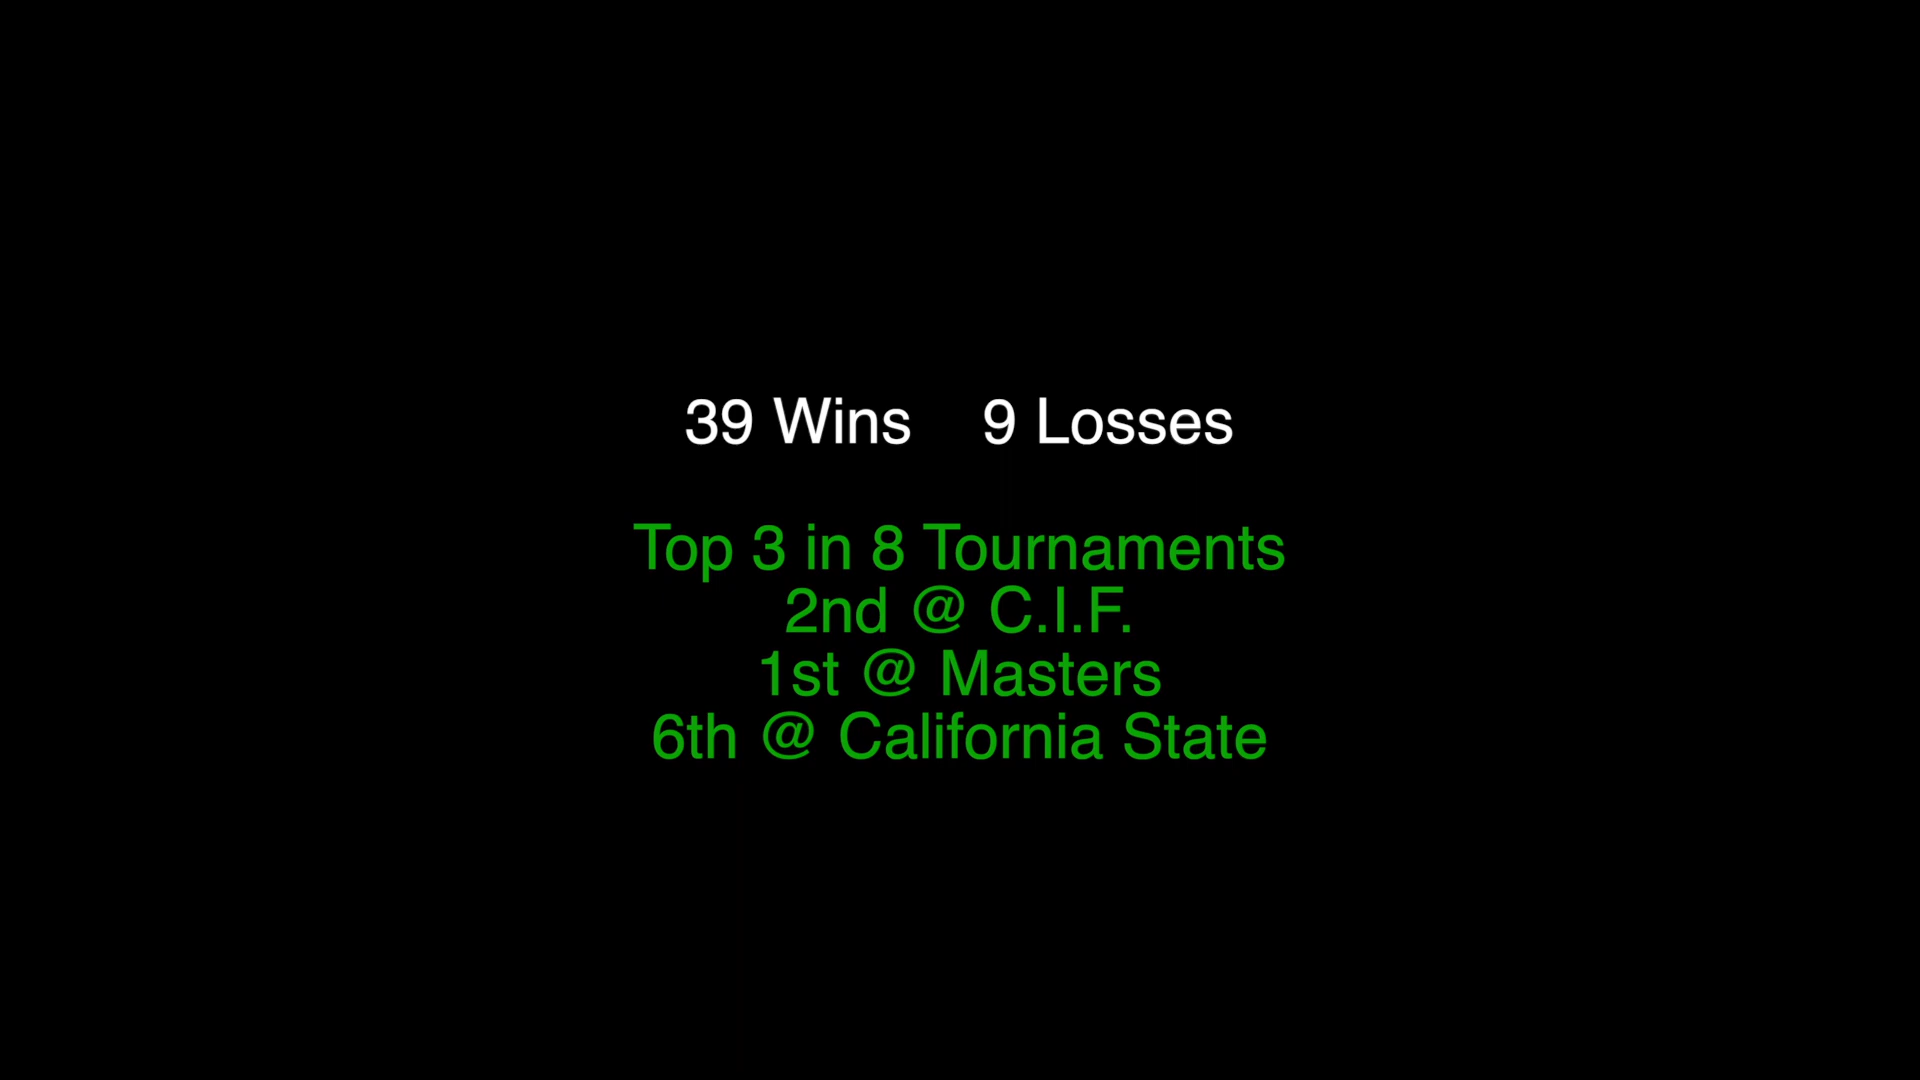 39 Wins 9 Losses
Top 3 in 8 Tournaments
2nd @ C.I.F.
1st @ Masters
6th @ California State